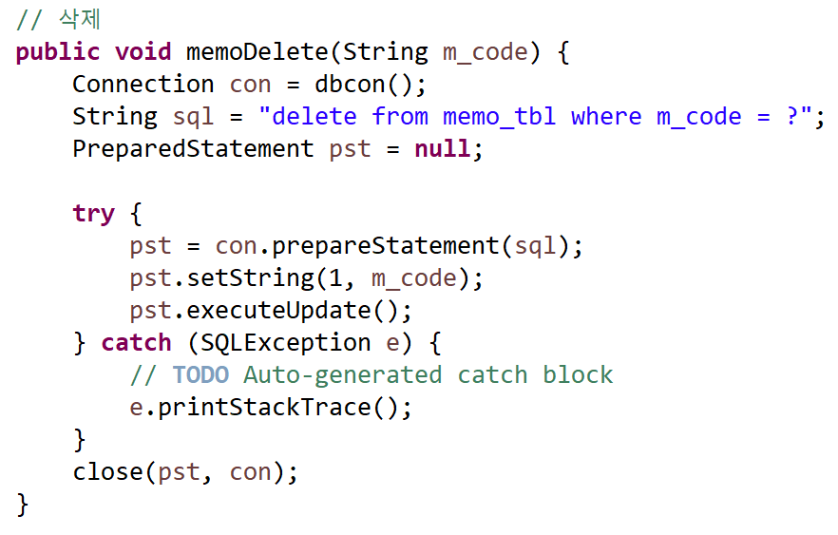 // 삭제
public void memoDelete(String m_code) {
    Connection con = dbcon();
    String sql = "delete from memo_tbl where m_code = ?";
    PreparedStatement pst = null;

    try {
        pst = con.prepareStatement(sql);
        pst.setString(1, m_code);
        pst.executeUpdate();
    } catch (SQLException e) {
        // TODO Auto-generated catch block
        e.printStackTrace();
    }
    close(pst, con);
}